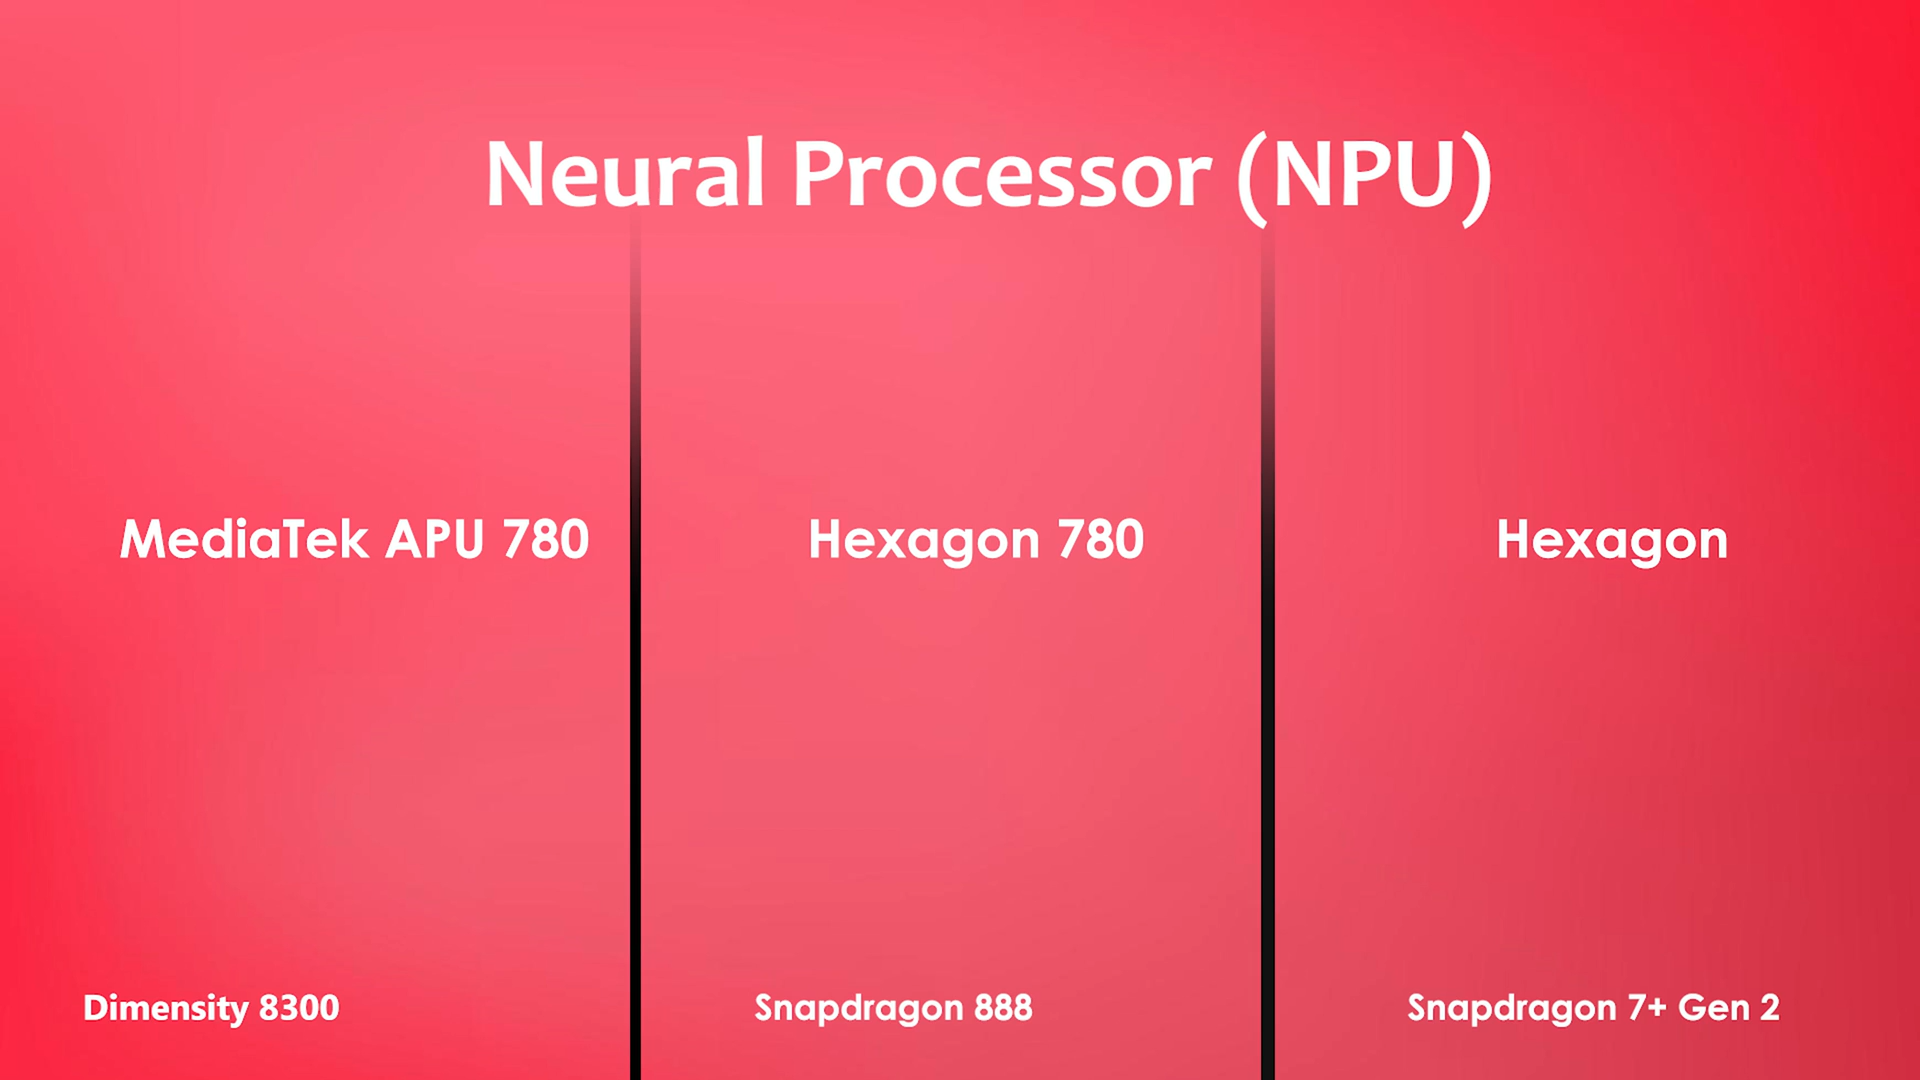 Neural Processor (NPU)
MediaTek APU 780
Hexagon 780
Hexagon
Dimensity 8300
Snapdragon 888
Snapdragon 7+ Gen 2